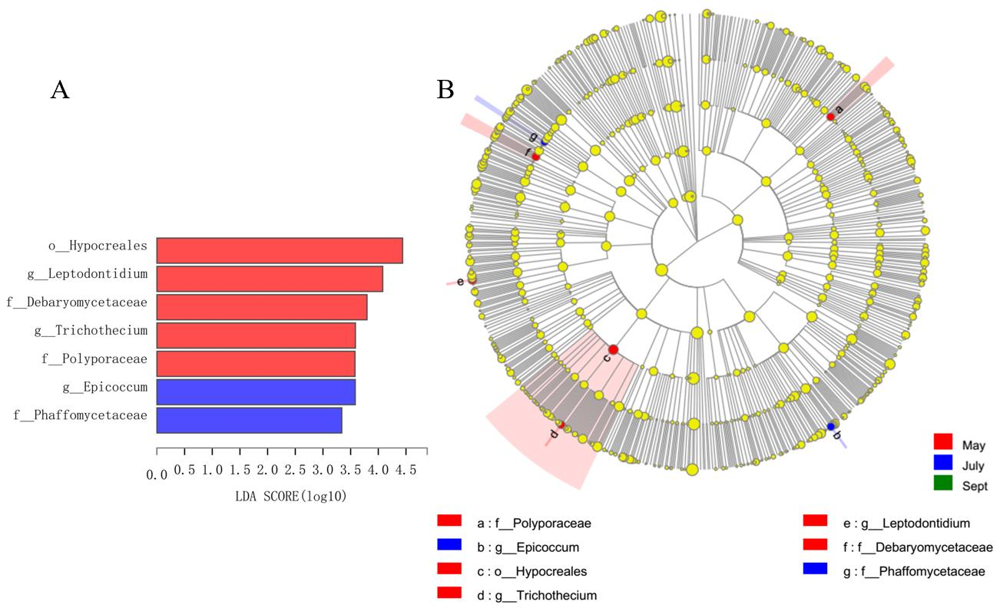 A
B
o__Hypocreales
g__Leptodontidium
f__Debaryomycetaceae
g__Trichothecium
f__Polyporaceae
g__Epicoccum
f__Phaffomycetaceae
0.0 0.5 1.0 1.5 2.0 2.5 3.0 3.5 4.0 4.5
LDA SCORE(log10)
a
g
f
e
c
d
b
May
July
Sept
a : f__Polyporaceae
b : g__Epicoccum
c : o__Hypocreales
d : g__Trichothecium
e : g__Leptodontidium
f : f__Debaryomycetaceae
g : f__Phaffomycetaceae